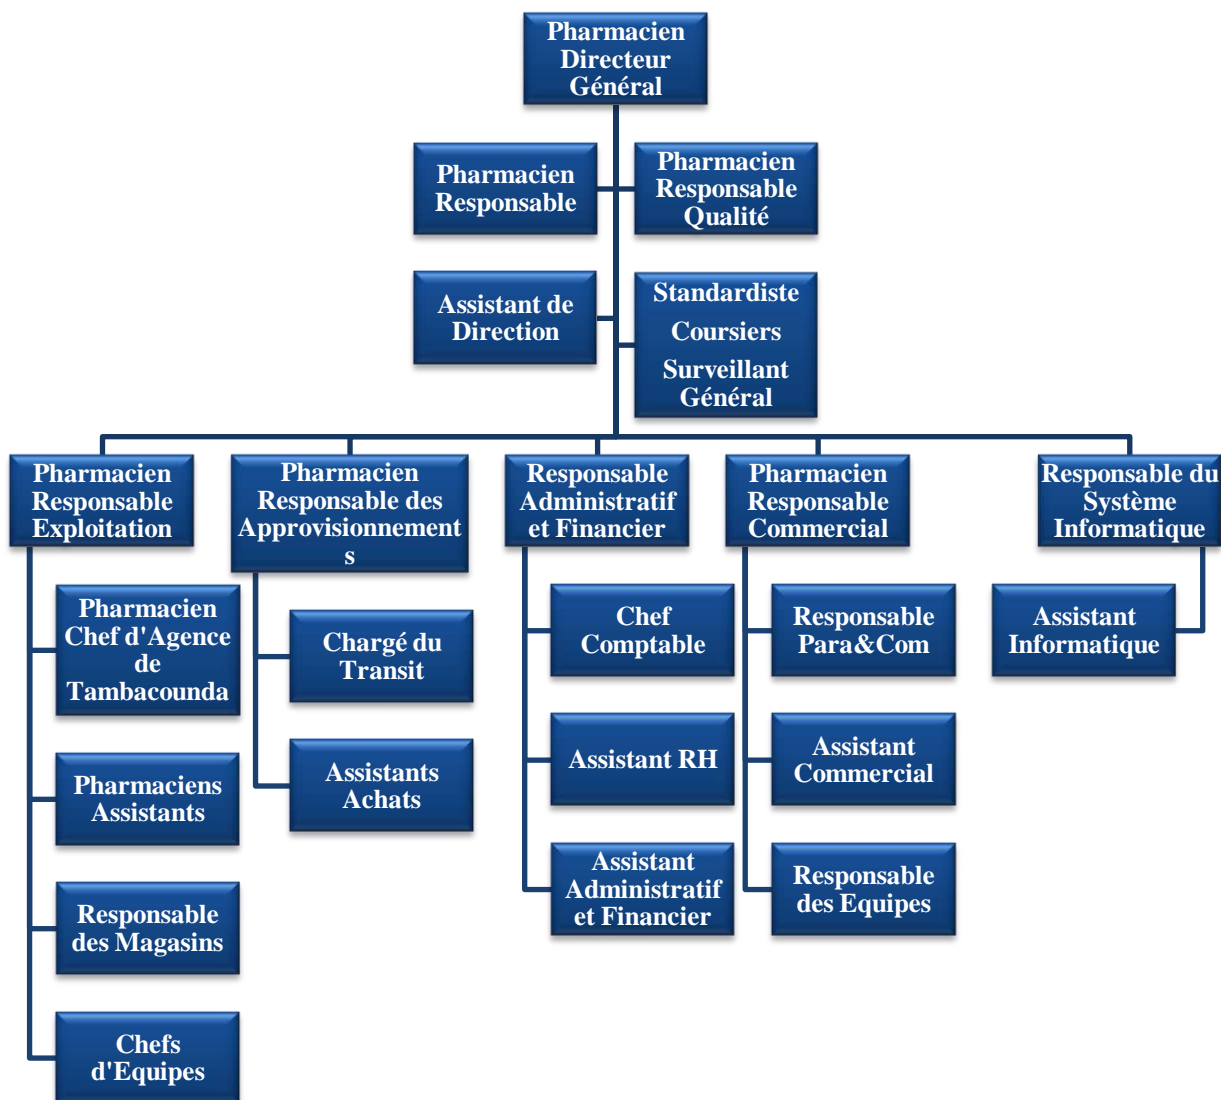 Pharmacien
Directeur
Général
Pharmacien
Responsable
Pharmacien
Responsable
Qualité
Assistant de
Direction
Standardiste
Coursiers
Surveillant
Général
Pharmacien
Responsable
Exploitation
Pharmacien
Responsable des
Approvisionnement
s
Responsable
Administratif
et Financier
Pharmacien
Responsable
Commercial
Responsable du
Système
Informatique
Pharmacien
Chef d'Agence
de
Tambacounda
Pharmaciens
Assistants
Responsable
des Magasins
Chefs
d'Equipes
Chargé du
Transit
Assistants
Achats
Chef
Comptable
Assistant RH
Assistant
Administratif
et Financier
Responsable
Para&Com
Assistant
Commercial
Responsable
des Equipes
Assistant
Informatique